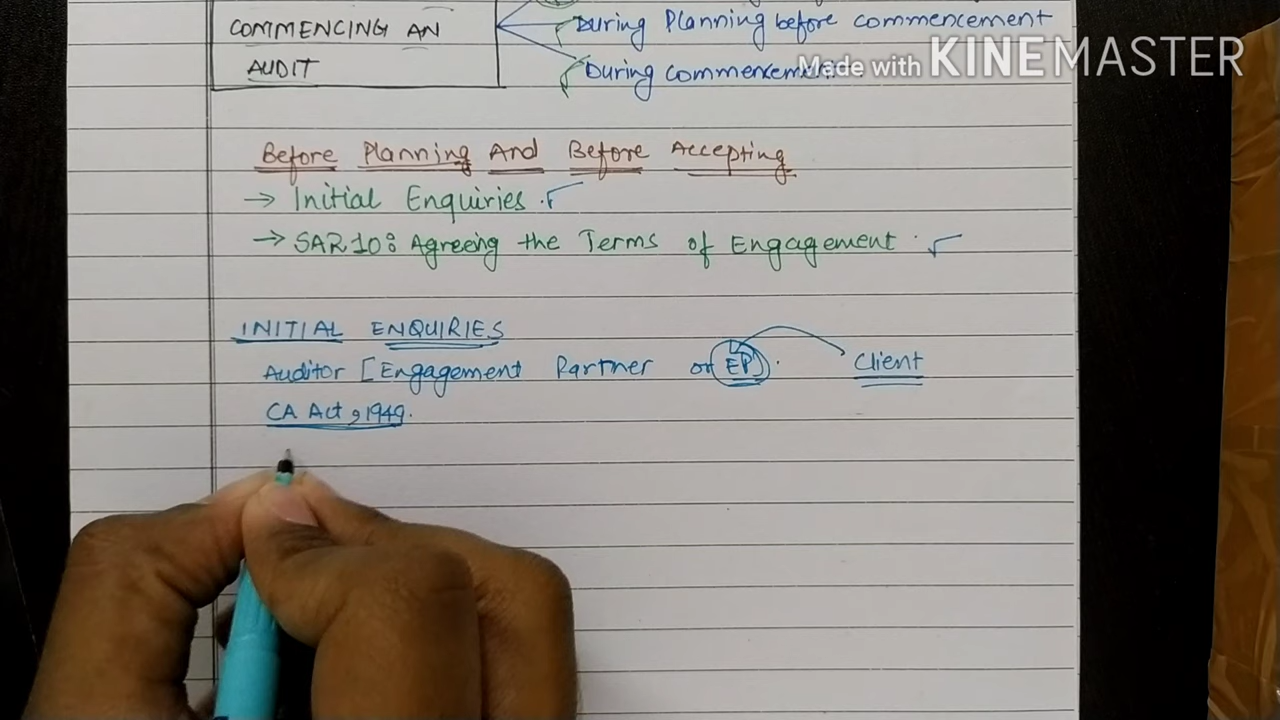 During Planning before commencement
COMMENCING AN
AUDIT
During commencement.
Made with KINEMASTER
Before Planning And Before Accepting
→ Initial Enquiries.
→ SAR 10: Agreeing the Terms of Engagement.
INITIAL ENQUIRIES
Auditor [Engagement Partner or EP]. Client
CA Act, 1949.